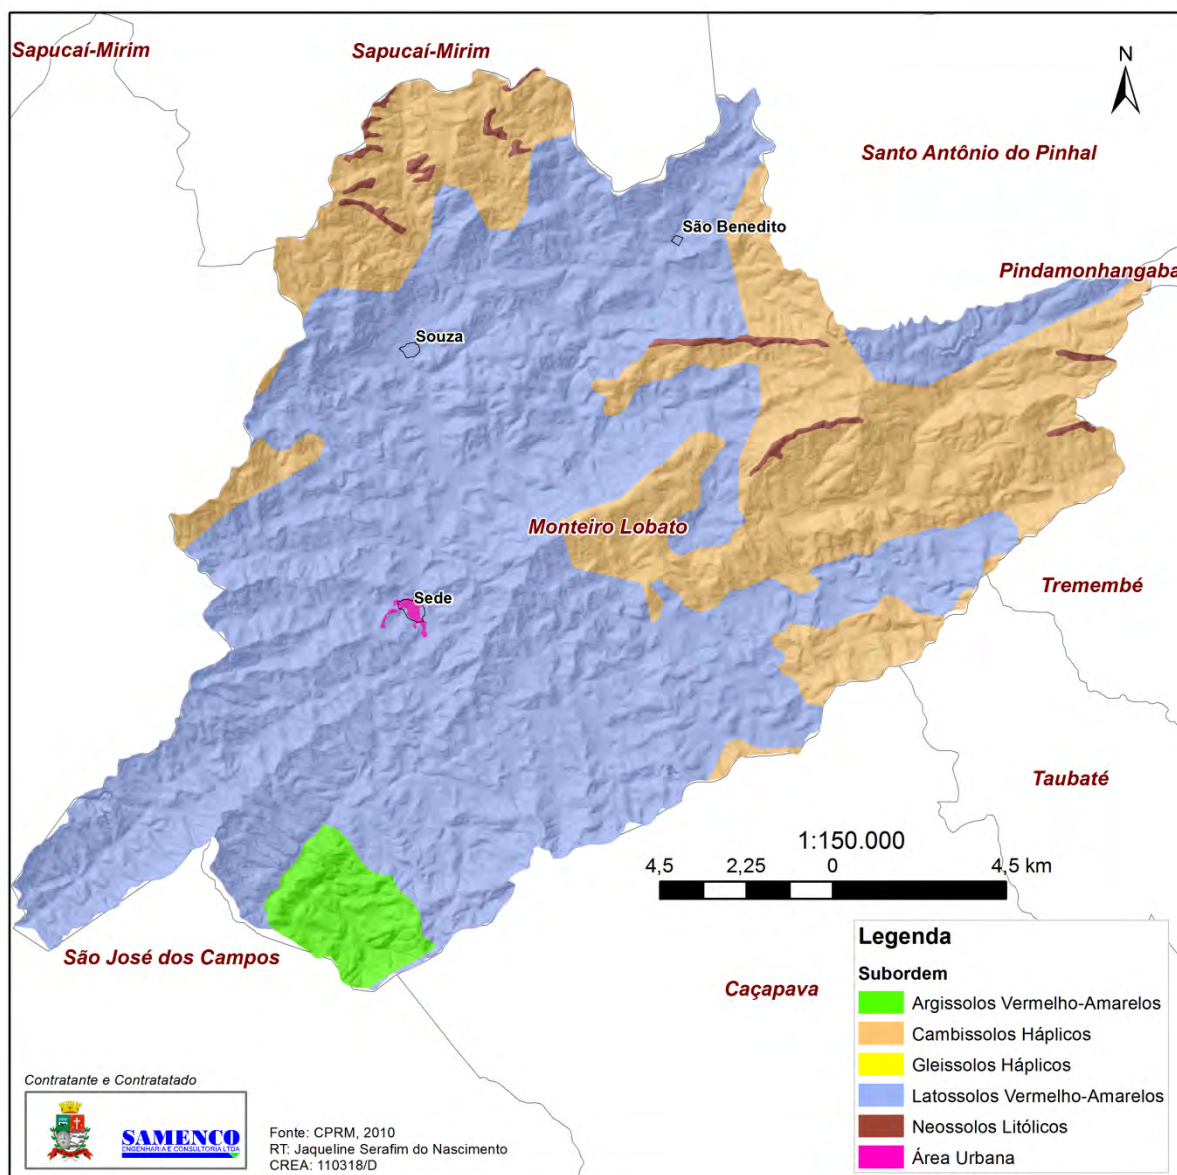 Sapucaí-Mirim
Sapucaí-Mirim
N
Santo Antônio do Pinhal
São Benedito
Pindamonhangaba
Souza
Monteiro Lobato
Tremembé
Sede
Taubaté
1:150.000
4,5 2,25 0 4,5 km
São José dos Campos
Caçapava
Legenda
Subordem
Argissolos Vermelho-Amarelos
Cambissolos Háplicos
Gleissolos Háplicos
Latossolos Vermelho-Amarelos
Neossolos Litólicos
Área Urbana
Contratante e Contratatado
SAMENCO
ENGENHARIA E CONSULTORIA LTDA
Fonte: CPRM, 2010
RT: Jaqueline Serafim do Nascimento
CREA: 110318/D